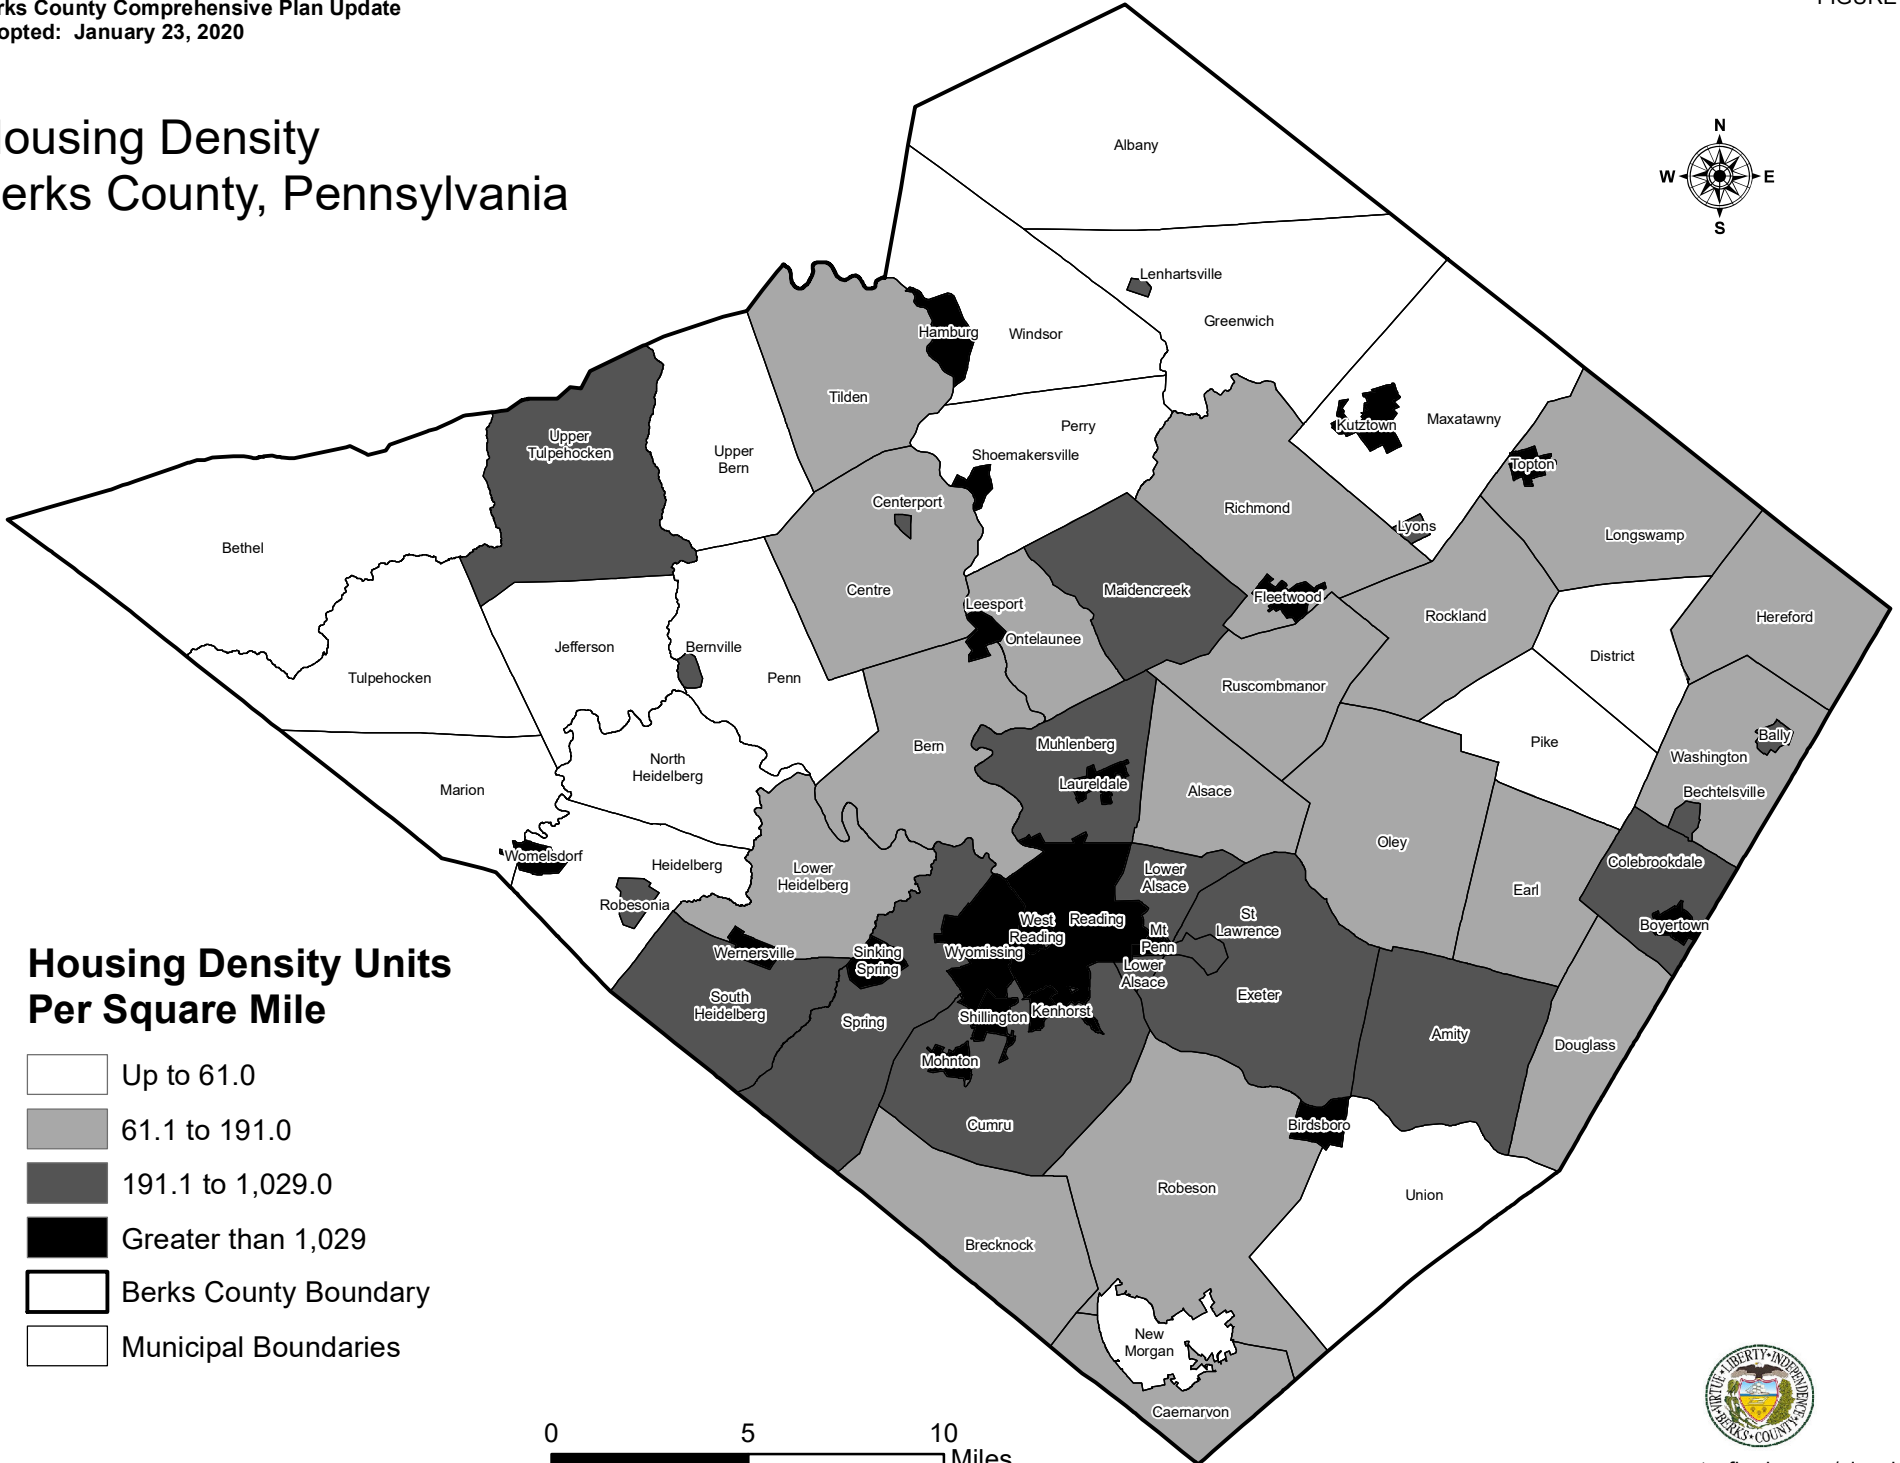 rks County Comprehensive Plan Update
opted: January 23, 2020
FIGURE
ousing Density
erks County, Pennsylvania
N
W E
S
Albany
Lenhartsville
Greenwich
Hamburg
Windsor
Tilden
Perry
Kutztown
Maxatawny
Upper
Tulpehocken
Upper
Bern
Shoemakersville
Topton
Centerport
Richmond
Lyons
Longswamp
Bethel
Centre
Maidencreek
Fleetwood
Leesport
Rockland
Hereford
Ontelaunee
Jefferson
Bernville
District
Tulpehocken
Penn
Ruscombmanor
Bern
Muhlenberg
Pike
Bally
Washington
North
Heidelberg
Laureldale
Marion
Alsace
Bechtelsville
Oley
Womelsdorf
Heidelberg
Lower
Heidelberg
Lower
Alsace
Colebrookdale
Earl
Robesonia
West
Reading
Reading
St
Lawrence
Boyertown
Mt
Penn
Wernersville
Sinking
Spring
Wyomissing
Lower
Alsace
South
Heidelberg
Exeter
Spring
Shillington
Kenhorst
Amity
Douglass
Mohnton
Cumru
Birdsboro
Robeson
Union
Brecknock
New
Morgan
Caernarvon
Housing Density Units
Per Square Mile
Up to 61.0
61.1 to 191.0
191.1 to 1,029.0
Greater than 1,029
Berks County Boundary
Municipal Boundaries
0 5 10
Miles
VIRTUE • LIBERTY • INDEPENDENCE
• BERKS • COUNTY •